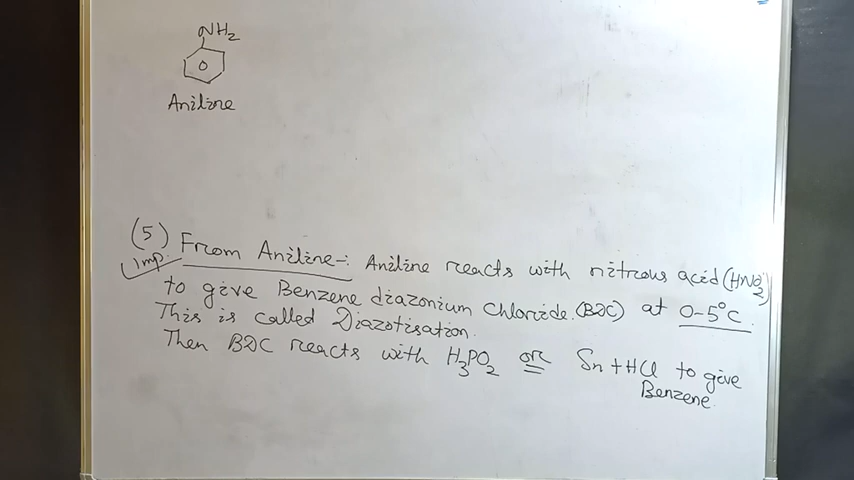 NH2
Aniline
(5) From Aniline-: Aniline reacts with nitrous acid (HNO2)
Imp.
to give Benzene diazonium Chloride.(BDC) at 0-5°C.
This is called Diazotisation.
Then BDC reacts with H3PO2 or Sn + HCl to give
Benzene.